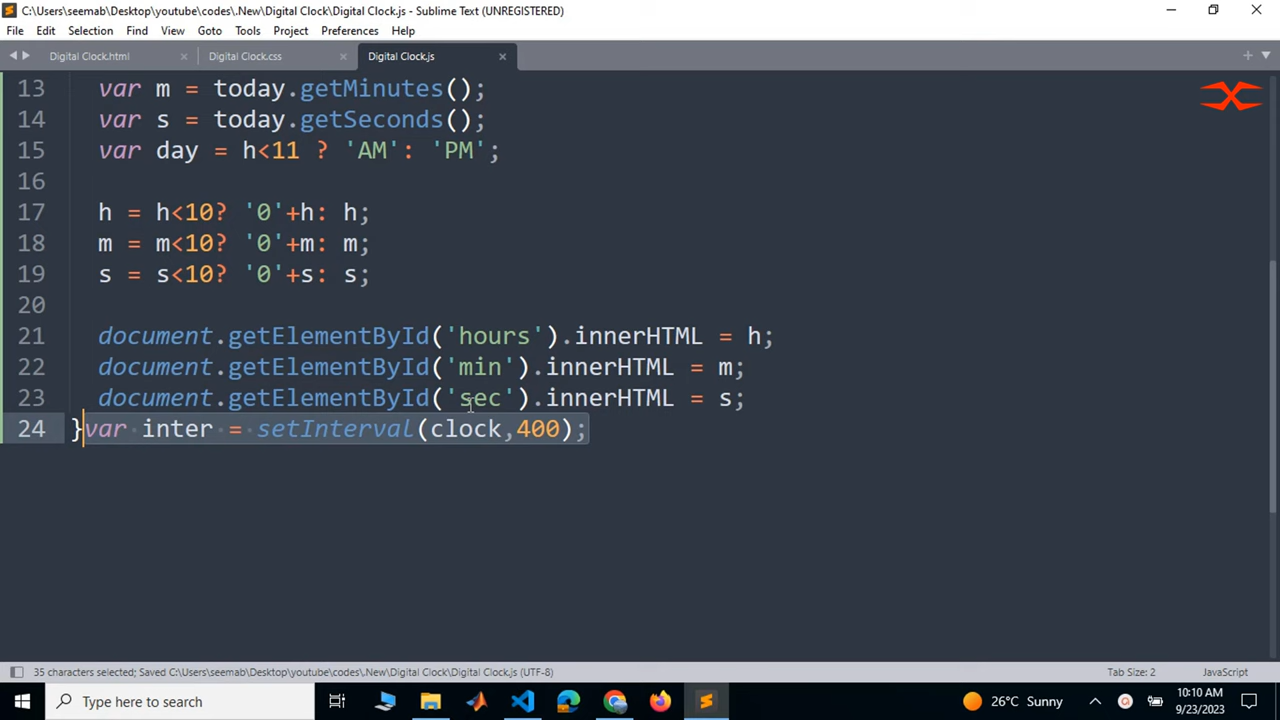 C:\Users\seemab\Desktop\youtube\codes\.New\Digital Clock\Digital Clock.js - Sublime Text (UNREGISTERED)
File Edit Selection Find View Goto Tools Project Preferences Help
Digital Clock.html Digital Clock.css Digital Clock.js
13 var m = today.getMinutes();
14 var s = today.getSeconds();
15 var day = h<11 ? 'AM': 'PM';
16
17 h = h<10? '0'+h: h;
18 m = m<10? '0'+m: m;
19 s = s<10? '0'+s: s;
20
21 document.getElementById('hours').innerHTML = h;
22 document.getElementById('min').innerHTML = m;
23 document.getElementById('sec').innerHTML = s;
24 }var inter = setInterval(clock,400);
35 characters selected; Saved C:\Users\seemab\Desktop\youtube\codes\.New\Digital Clock\Digital Clock.js (UTF-8) Tab Size: 2 JavaScript
Type here to search 26°C Sunny 10:10 AM
9/23/2023